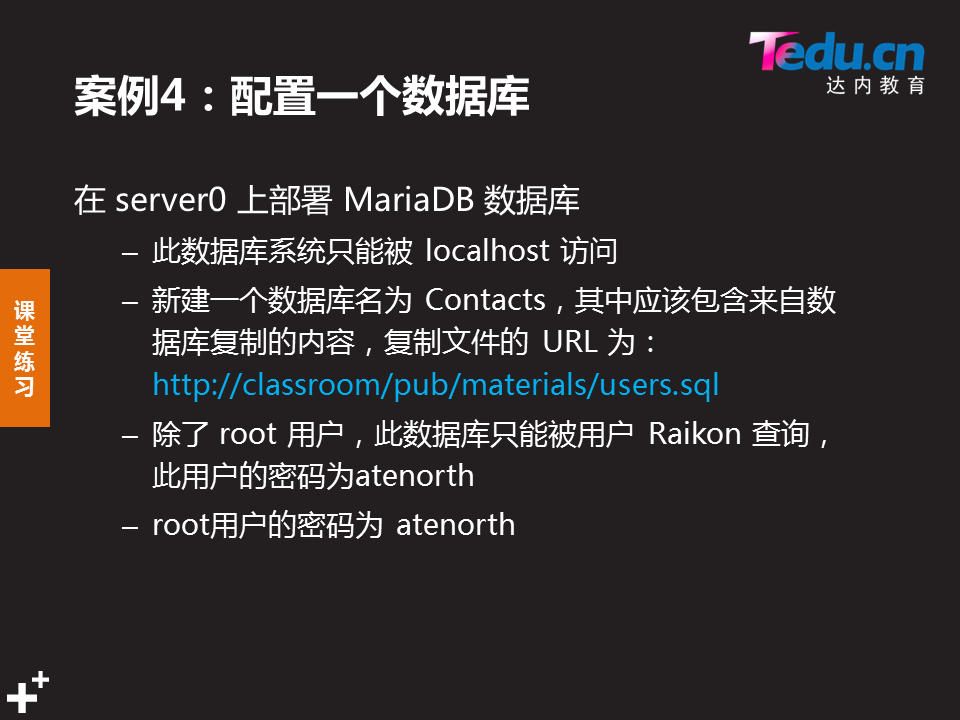 Tedu.cn
达内教育
案例4：配置一个数据库
在 server0 上部署 MariaDB 数据库
– 此数据库系统只能被 localhost 访问
– 新建一个数据库名为 Contacts，其中应该包含来自数
据库复制的内容，复制文件的 URL 为：
http://classroom/pub/materials/users.sql
– 除了 root 用户，此数据库只能被用户 Raikon 查询，
此用户的密码为atenorth
– root用户的密码为 atenorth
课
堂
练
习